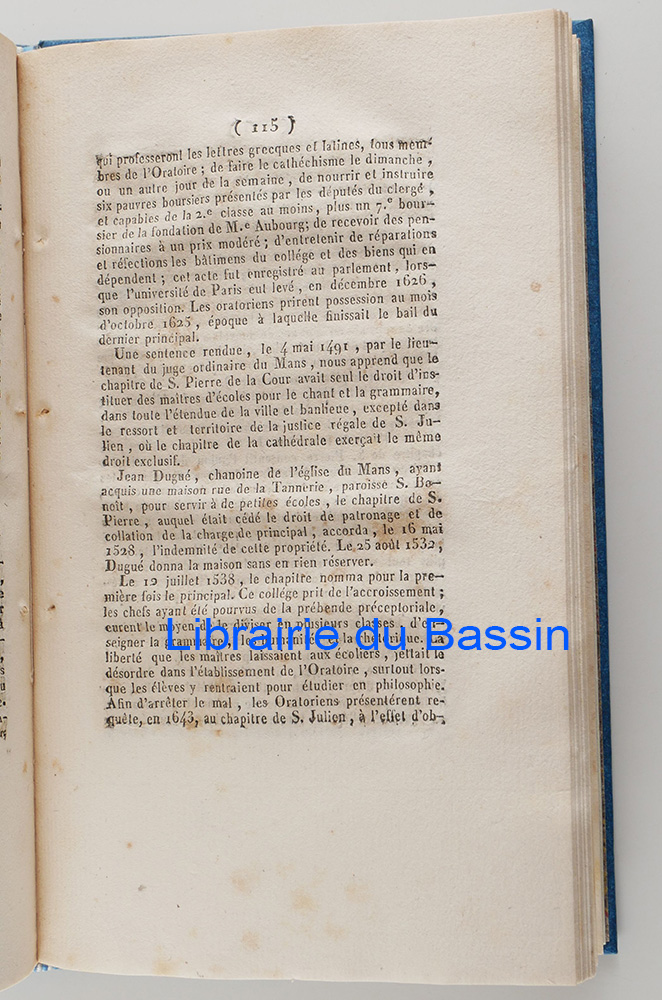 ( 115 )
qui professeront les lettres grecques et latines, tous mem-
bres de l'Oratoire ; de faire le cathéchisme le dimanche ,
ou un autre jour de la semaine , de nourrir et instruire
six pauvres boursiers présentés par les députés du clergé ,
et capables de la 2.e classe au moins, plus un 7.e bour-
sier de la fondation de M.e Aubourg; de recevoir des pen-
sionnaires à un prix modéré ; d'entretenir de réparations
et réfections les bâtimens du collége et des biens qui en
dépendent ; cet acte fut enregistré au parlement , lors-
que l'université de Paris eut levé , en décembre 1626,
son opposition. Les oratoriens prirent possession au mois
d'octobre 1625 , époque à laquelle finissait le bail du
dernier principal.
Une sentence rendue, le 4 mai 1491 , par le lieu-
tenant du juge ordinaire du Mans , nous apprend que le
chapitre de S. Pierre de la Cour avait seul le droit d'ins-
tituer des maîtres d'écoles pour le chant et la grammaire,
dans toute l'étendue de la ville et banlieue , excepté dans
le ressort et territoire de la justice régale de S. Ju-
lien , où le chapitre de la cathédrale exerçait le même
droit exclusif.
Jean Dugué, chanoine de l'église du Mans , ayant
acquis une maison rue de la Tannerie , paroisse S. Be-
noît , pour servir à de petites écoles , le chapitre de S.
Pierre , auquel était cédé le droit de patronage et de
collation de la charge de principal , accorda , le 16 mai
1528 , l'indemnité de cette propriété. Le 25 août 1532,
Dugué donna la maison sans en rien réserver.
Le 12 juillet 1538 , le chapitre nomma pour la pre-
mière fois le principal. Ce collége prit de l'accroissement ;
les chefs ayant été pourvus de la prébende préceptoriale ,
eurent le moyen de le diviser en plusieurs classes , d'en-
seigner la grammaire , les humanités et la rhétorique. La
liberté que les maîtres laissaient aux écoliers , jettait le
désordre dans l'établissement de l'Oratoire , surtout lors-
que les élèves y rentraient pour étudier en philosophie.
Afin d'arrêter le mal , les Oratoriens présentérent re-
quête, en 1643, au chapitre de S. Julien , à l'effet d'ob-
Librairie du Bassin